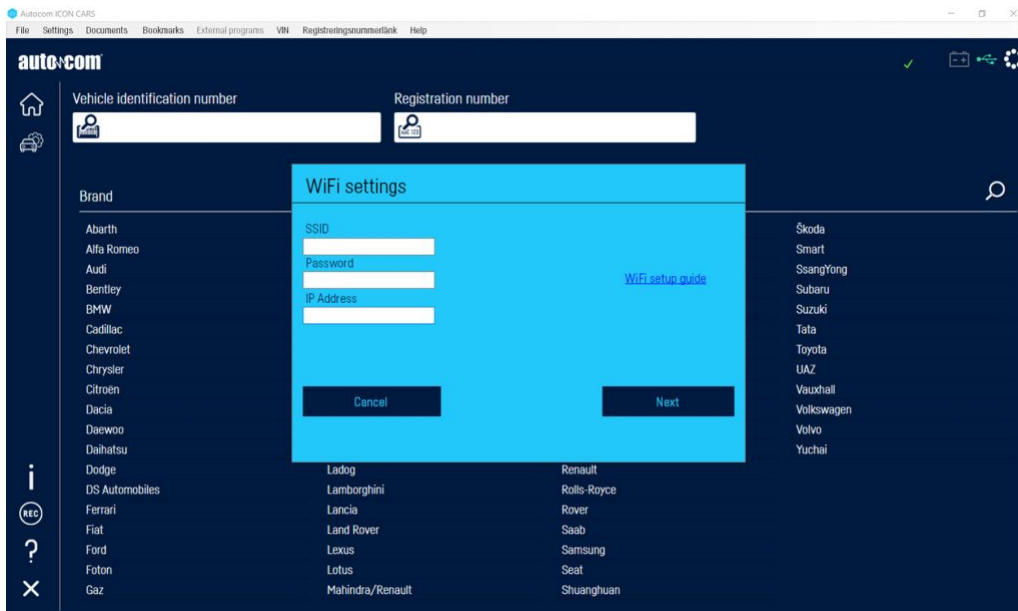 Autocom ICON CARS
File Settings Documents Bookmarks External programs VIN Registreringsnummerlänk Help
autocom
Vehicle identification number Registration number
ABC 123
Brand
WiFi settings
SSID
Password
IP Address
WiFi setup guide
Cancel Next
Abarth Škoda
Alfa Romeo Smart
Audi SsangYong
Bentley Subaru
BMW Suzuki
Cadillac Tata
Chevrolet Toyota
Chrysler UAZ
Citroën Vauxhall
Dacia Volkswagen
Daewoo Volvo
Daihatsu Yuchai
Dodge Ladog Renault
DS Automobiles Lamborghini Rolls-Royce
Ferrari Lancia Rover
Fiat Land Rover Saab
Ford Lexus Samsung
Foton Lotus Seat
Gaz Mahindra/Renault Shuanghuan
REC